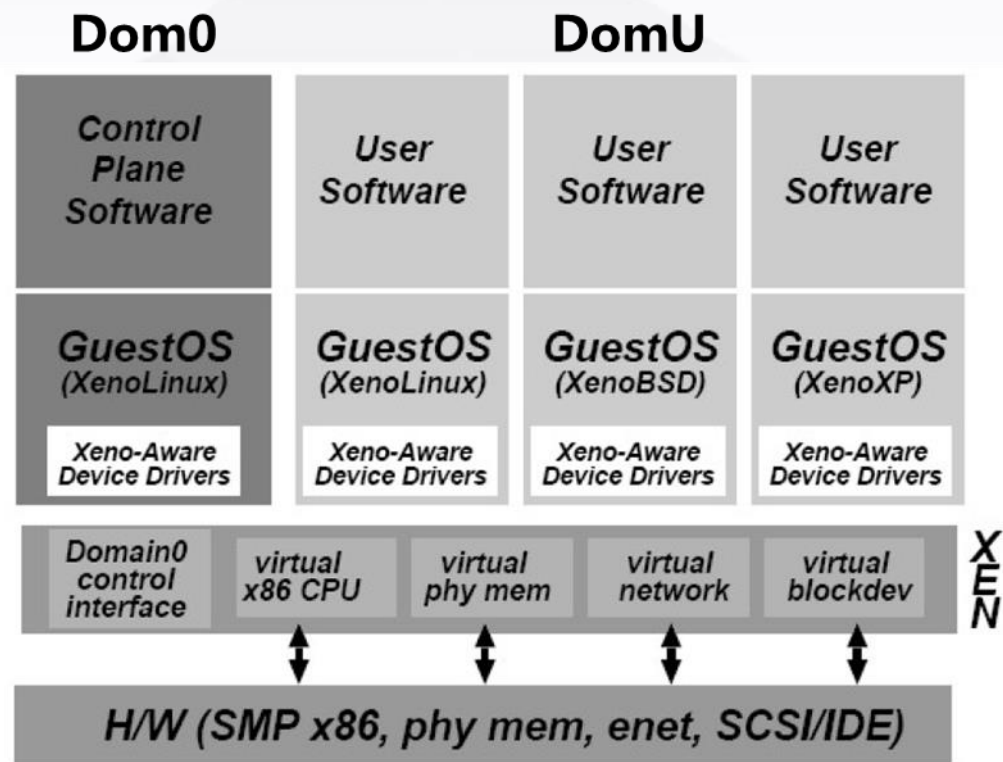 Dom0
DomU
Control
Plane
Software
User
Software
User
Software
User
Software
GuestOS
(XenoLinux)
Xeno-Aware
Device Drivers
GuestOS
(XenoLinux)
Xeno-Aware
Device Drivers
GuestOS
(XenoBSD)
Xeno-Aware
Device Drivers
GuestOS
(XenoXP)
Xeno-Aware
Device Drivers
Domain0
control
interface
virtual
x86 CPU
virtual
phy mem
virtual
network
virtual
blockdev
XEN
H/W (SMP x86, phy mem, enet, SCSI/IDE)